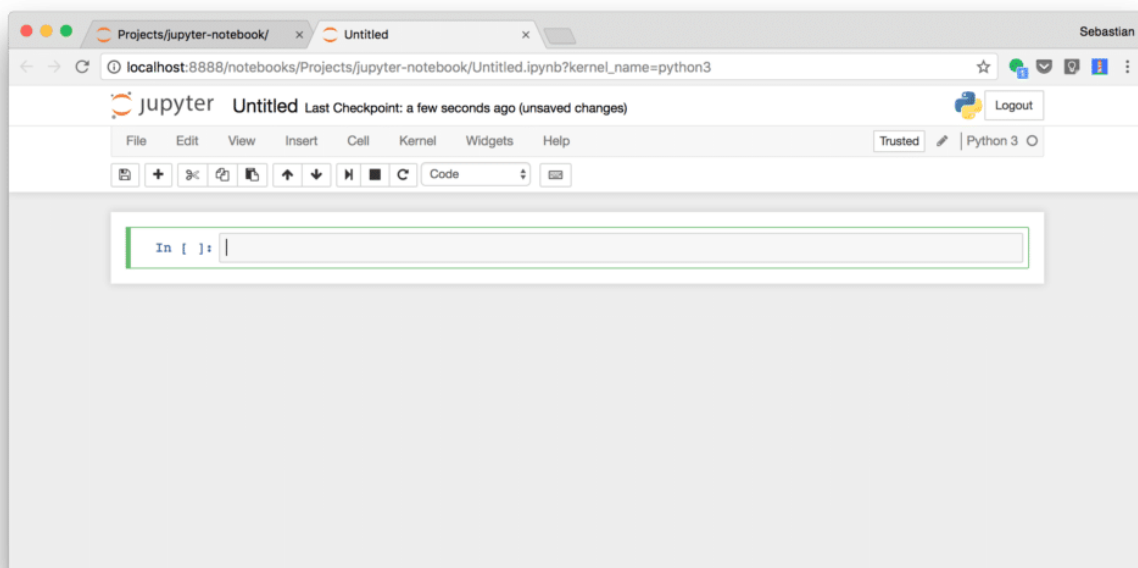 Projects/jupyter-notebook/ Untitled Sebastian
localhost:8888/notebooks/Projects/jupyter-notebook/Untitled.ipynb?kernel_name=python3
jupyter Untitled Last Checkpoint: a few seconds ago (unsaved changes) Logout
File Edit View Insert Cell Kernel Widgets Help Trusted Python 3
Code
In [ ]: